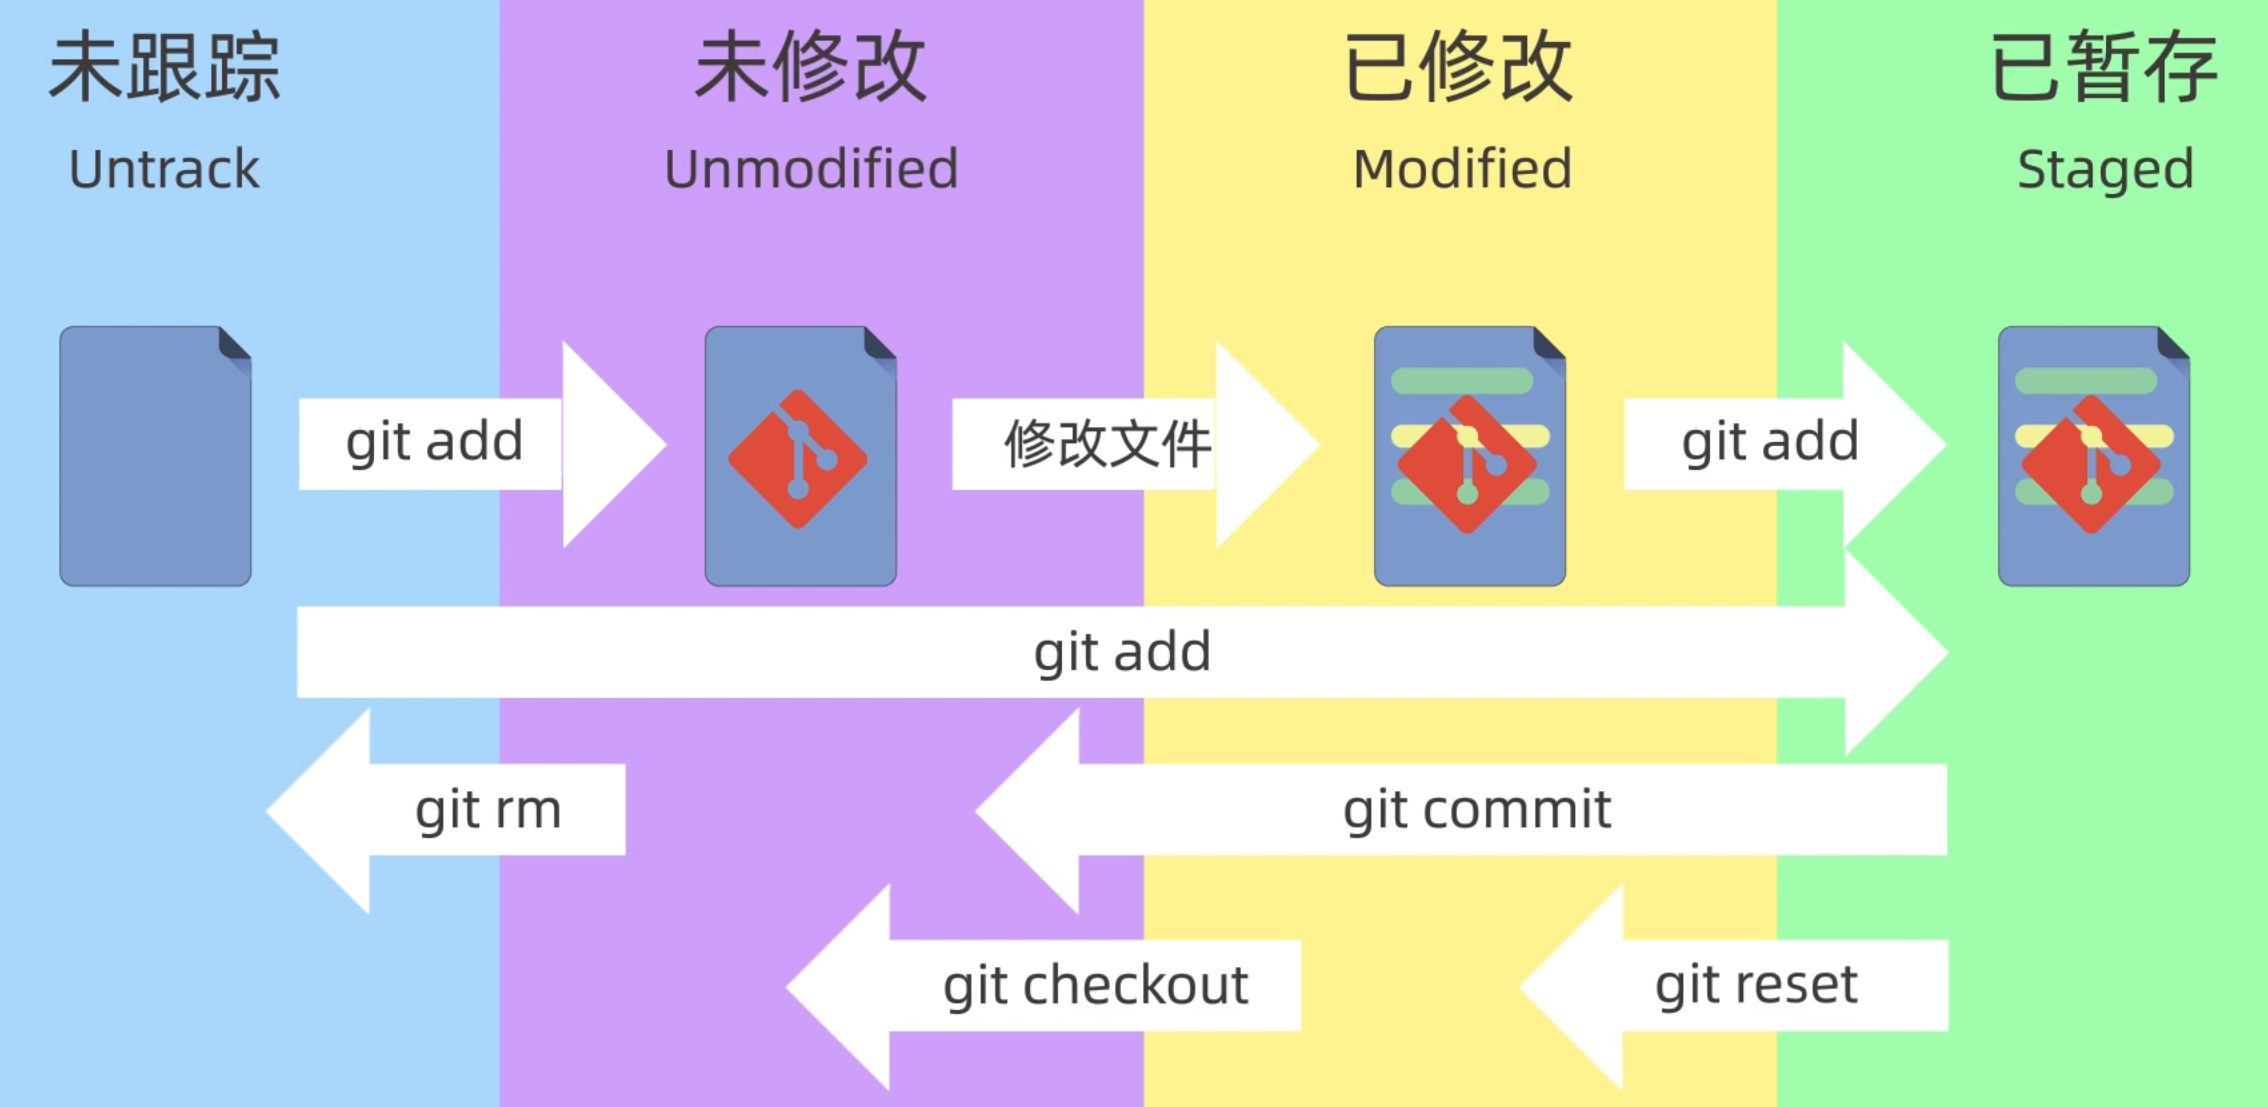 未跟踪
Untrack
未修改
Unmodified
已修改
Modified
已暂存
Staged
git add
修改文件
git add
git add
git rm
git commit
git checkout
git reset